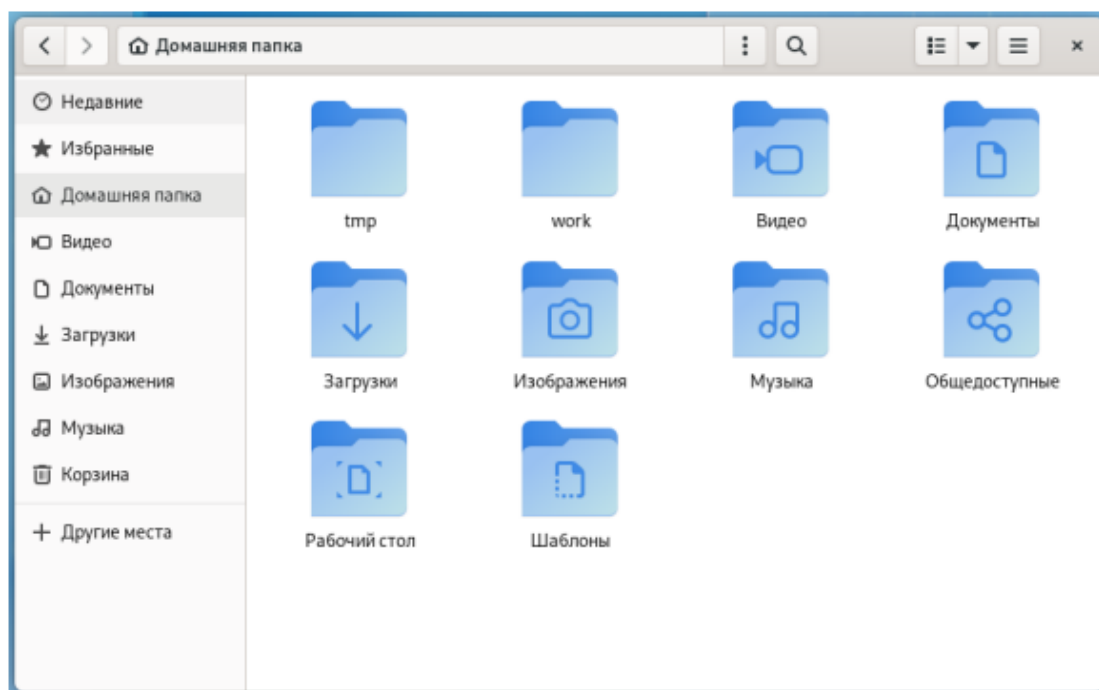 Домашняя папка
Недавние
Избранные
Домашняя папка
Видео
Документы
Загрузки
Изображения
Музыка
Корзина
Другие места
tmp work Видео Документы
Загрузки Изображения Музыка Общедоступные
Рабочий стол Шаблоны